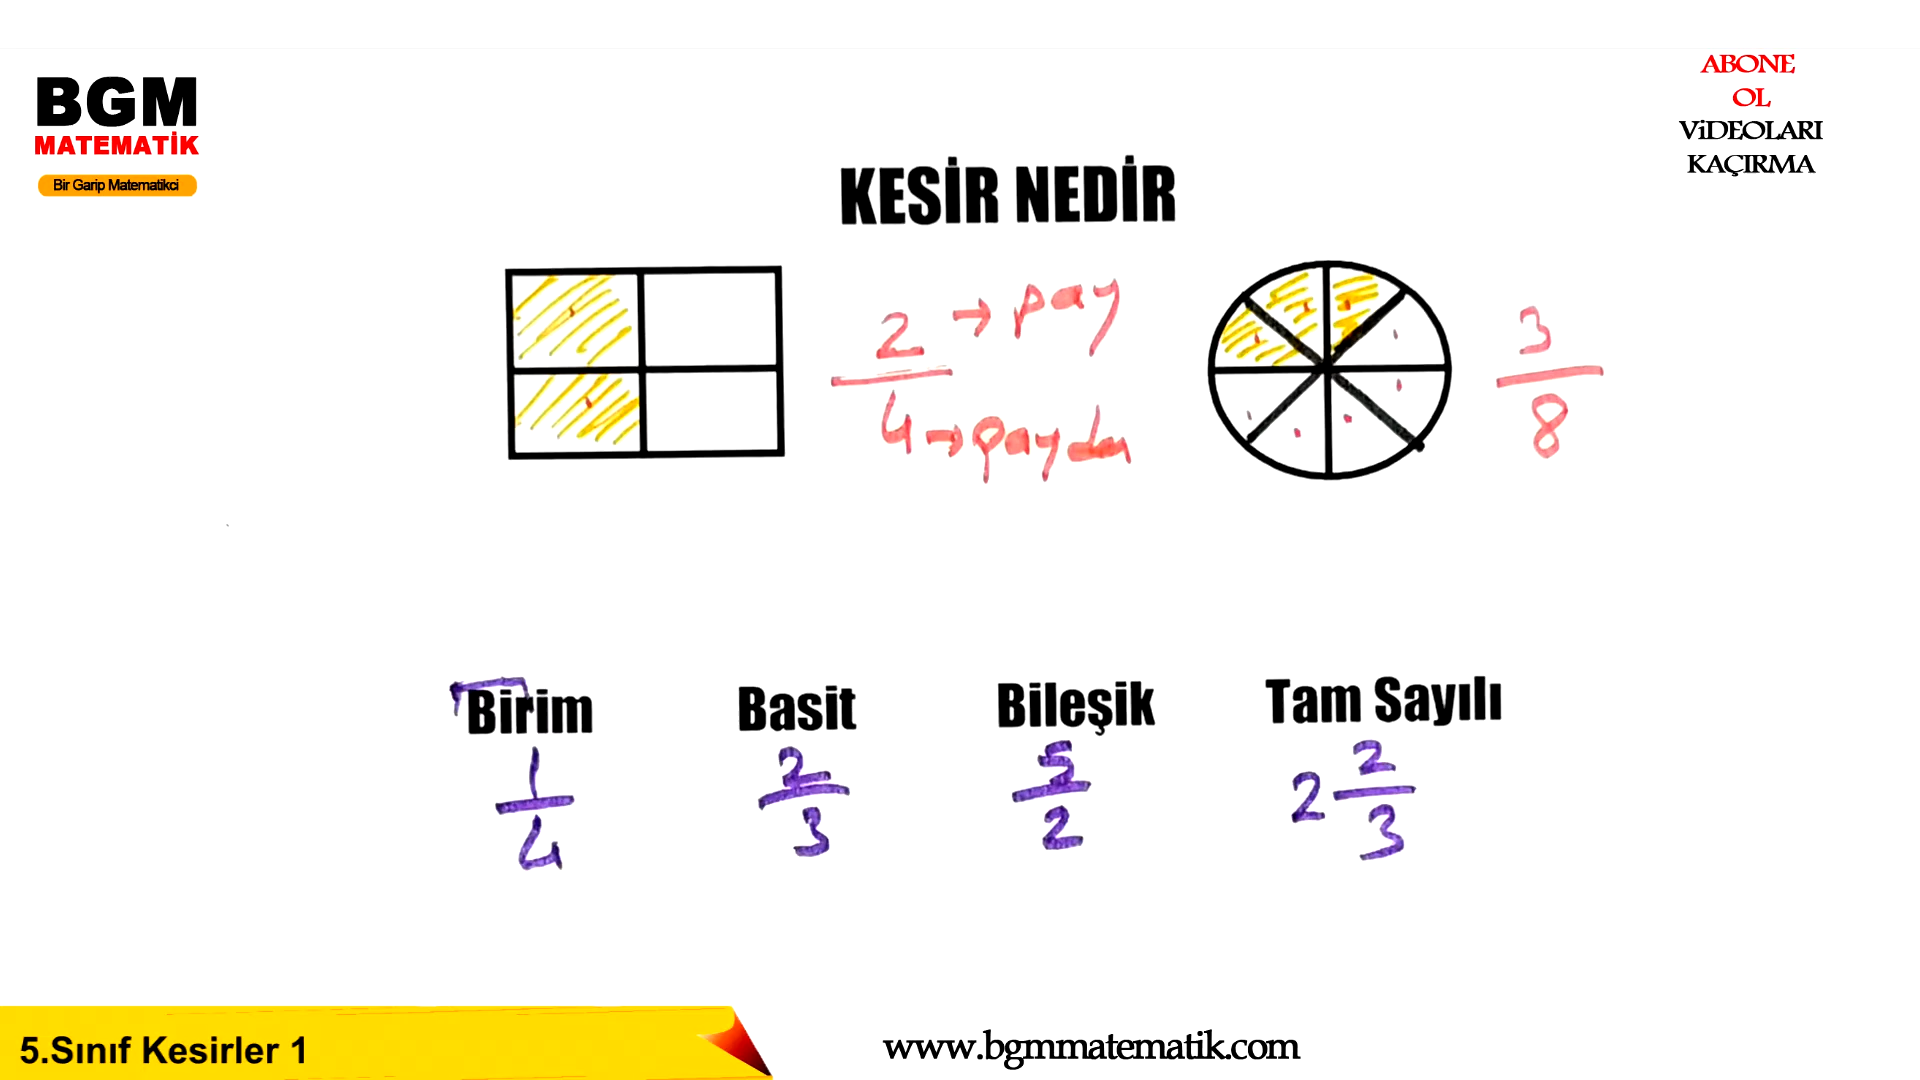 BGM
MATEMATİK
Bir Garip Matematikci
ABONE
OL
ViDEOLARI
KAÇIRMA
KESİR NEDİR
2 → pay
4 → payda
3
8
Birim
Basit
Bileşik
Tam Sayılı
1
4
2
3
5
2
2 2
3
5.Sınıf Kesirler 1
www.bgmmatematik.com